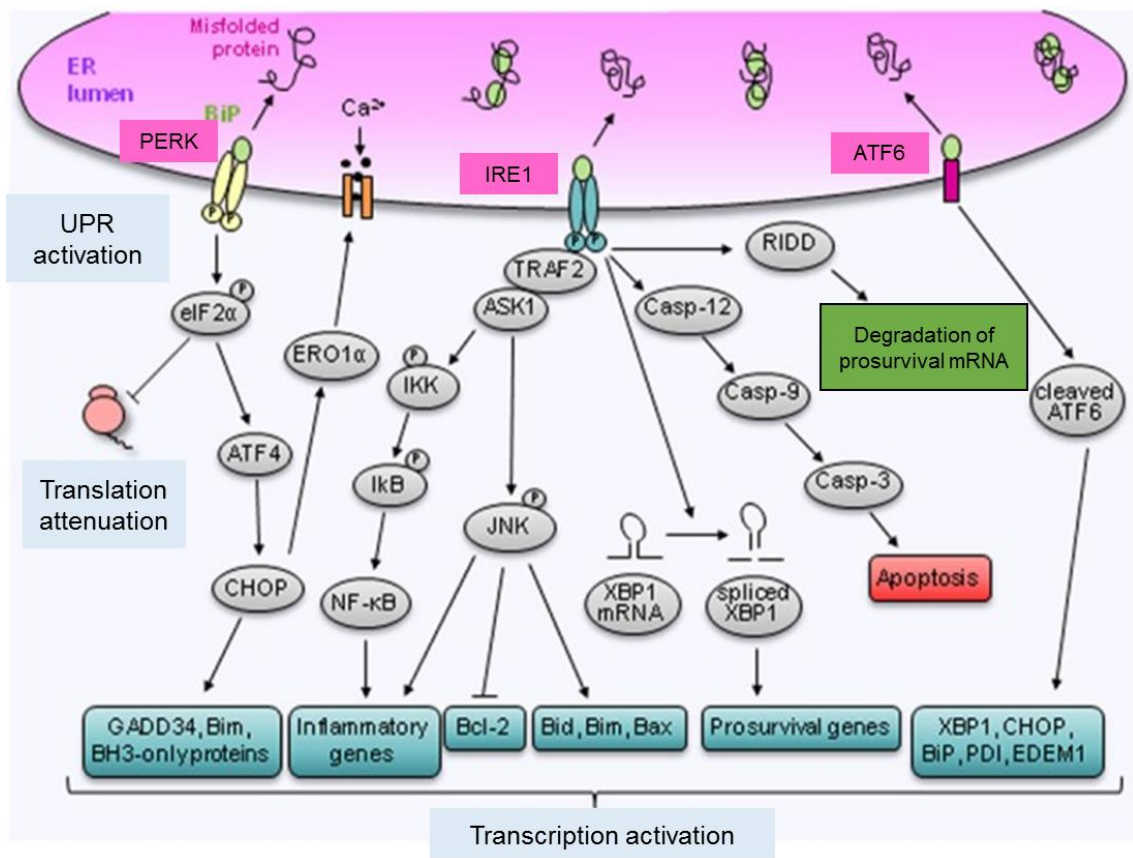 Misfolded
protein
ER
lumen
BiP
Ca²⁺
PERK
IRE1
ATF6
UPR
activation
P P
P P
TRAF2
RIDD
eIF2α P
ASK1
Casp-12
Degradation of
prosurvival mRNA
ERO1α
P
IKK
Casp-9
cleaved
ATF6
ATF4
P
IkB
Casp-3
Translation
attenuation
P
JNK
CHOP
NF-κB
XBP1
mRNA
spliced
XBP1
Apoptosis
GADD34, Bim,
BH3-onlyproteins
Inflammatory
genes
Bcl-2
Bid, Bim, Bax
Prosurvival genes
XBP1, CHOP,
BiP, PDI, EDEM1
Transcription activation